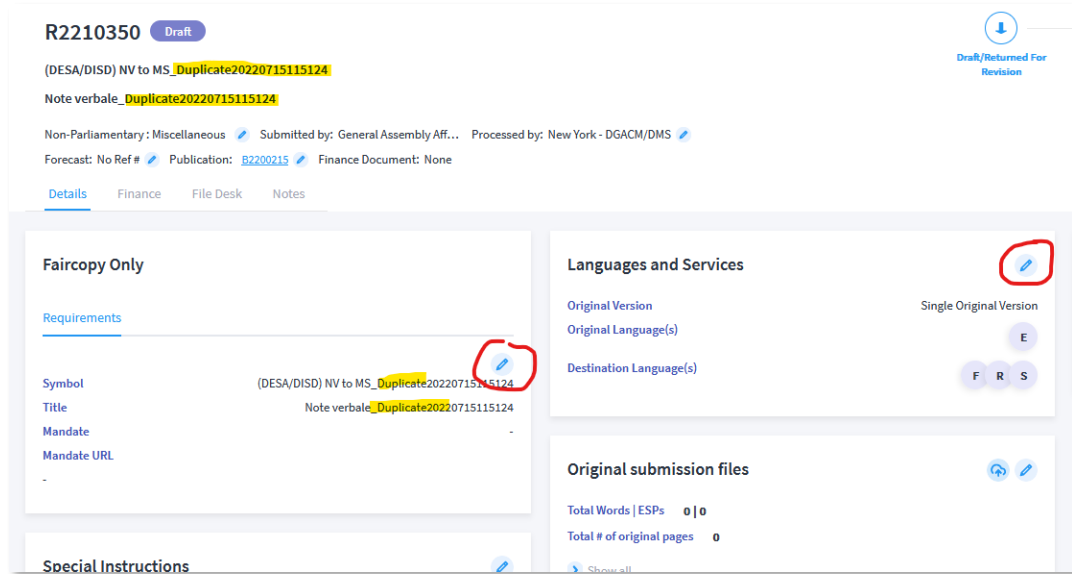 R2210350 Draft
Draft/Returned For
Revision
(DESA/DISD) NV to MS_Duplicate20220715115124
Note verbale_Duplicate20220715115124
Non-Parliamentary : Miscellaneous Submitted by: General Assembly Aff... Processed by: New York - DGACM/DMS
Forecast: No Ref # Publication: B2200215 Finance Document: None
Details Finance File Desk Notes
Faircopy Only
Requirements
Symbol (DESA/DISD) NV to MS_Duplicate20220715115124
Title Note verbale_Duplicate20220715115124
Mandate -
Mandate URL
-
Special Instructions
Languages and Services
Original Version Single Original Version
Original Language(s) E
Destination Language(s) F R S
Original submission files
Total Words | ESPs 0 | 0
Total # of original pages 0
Show all